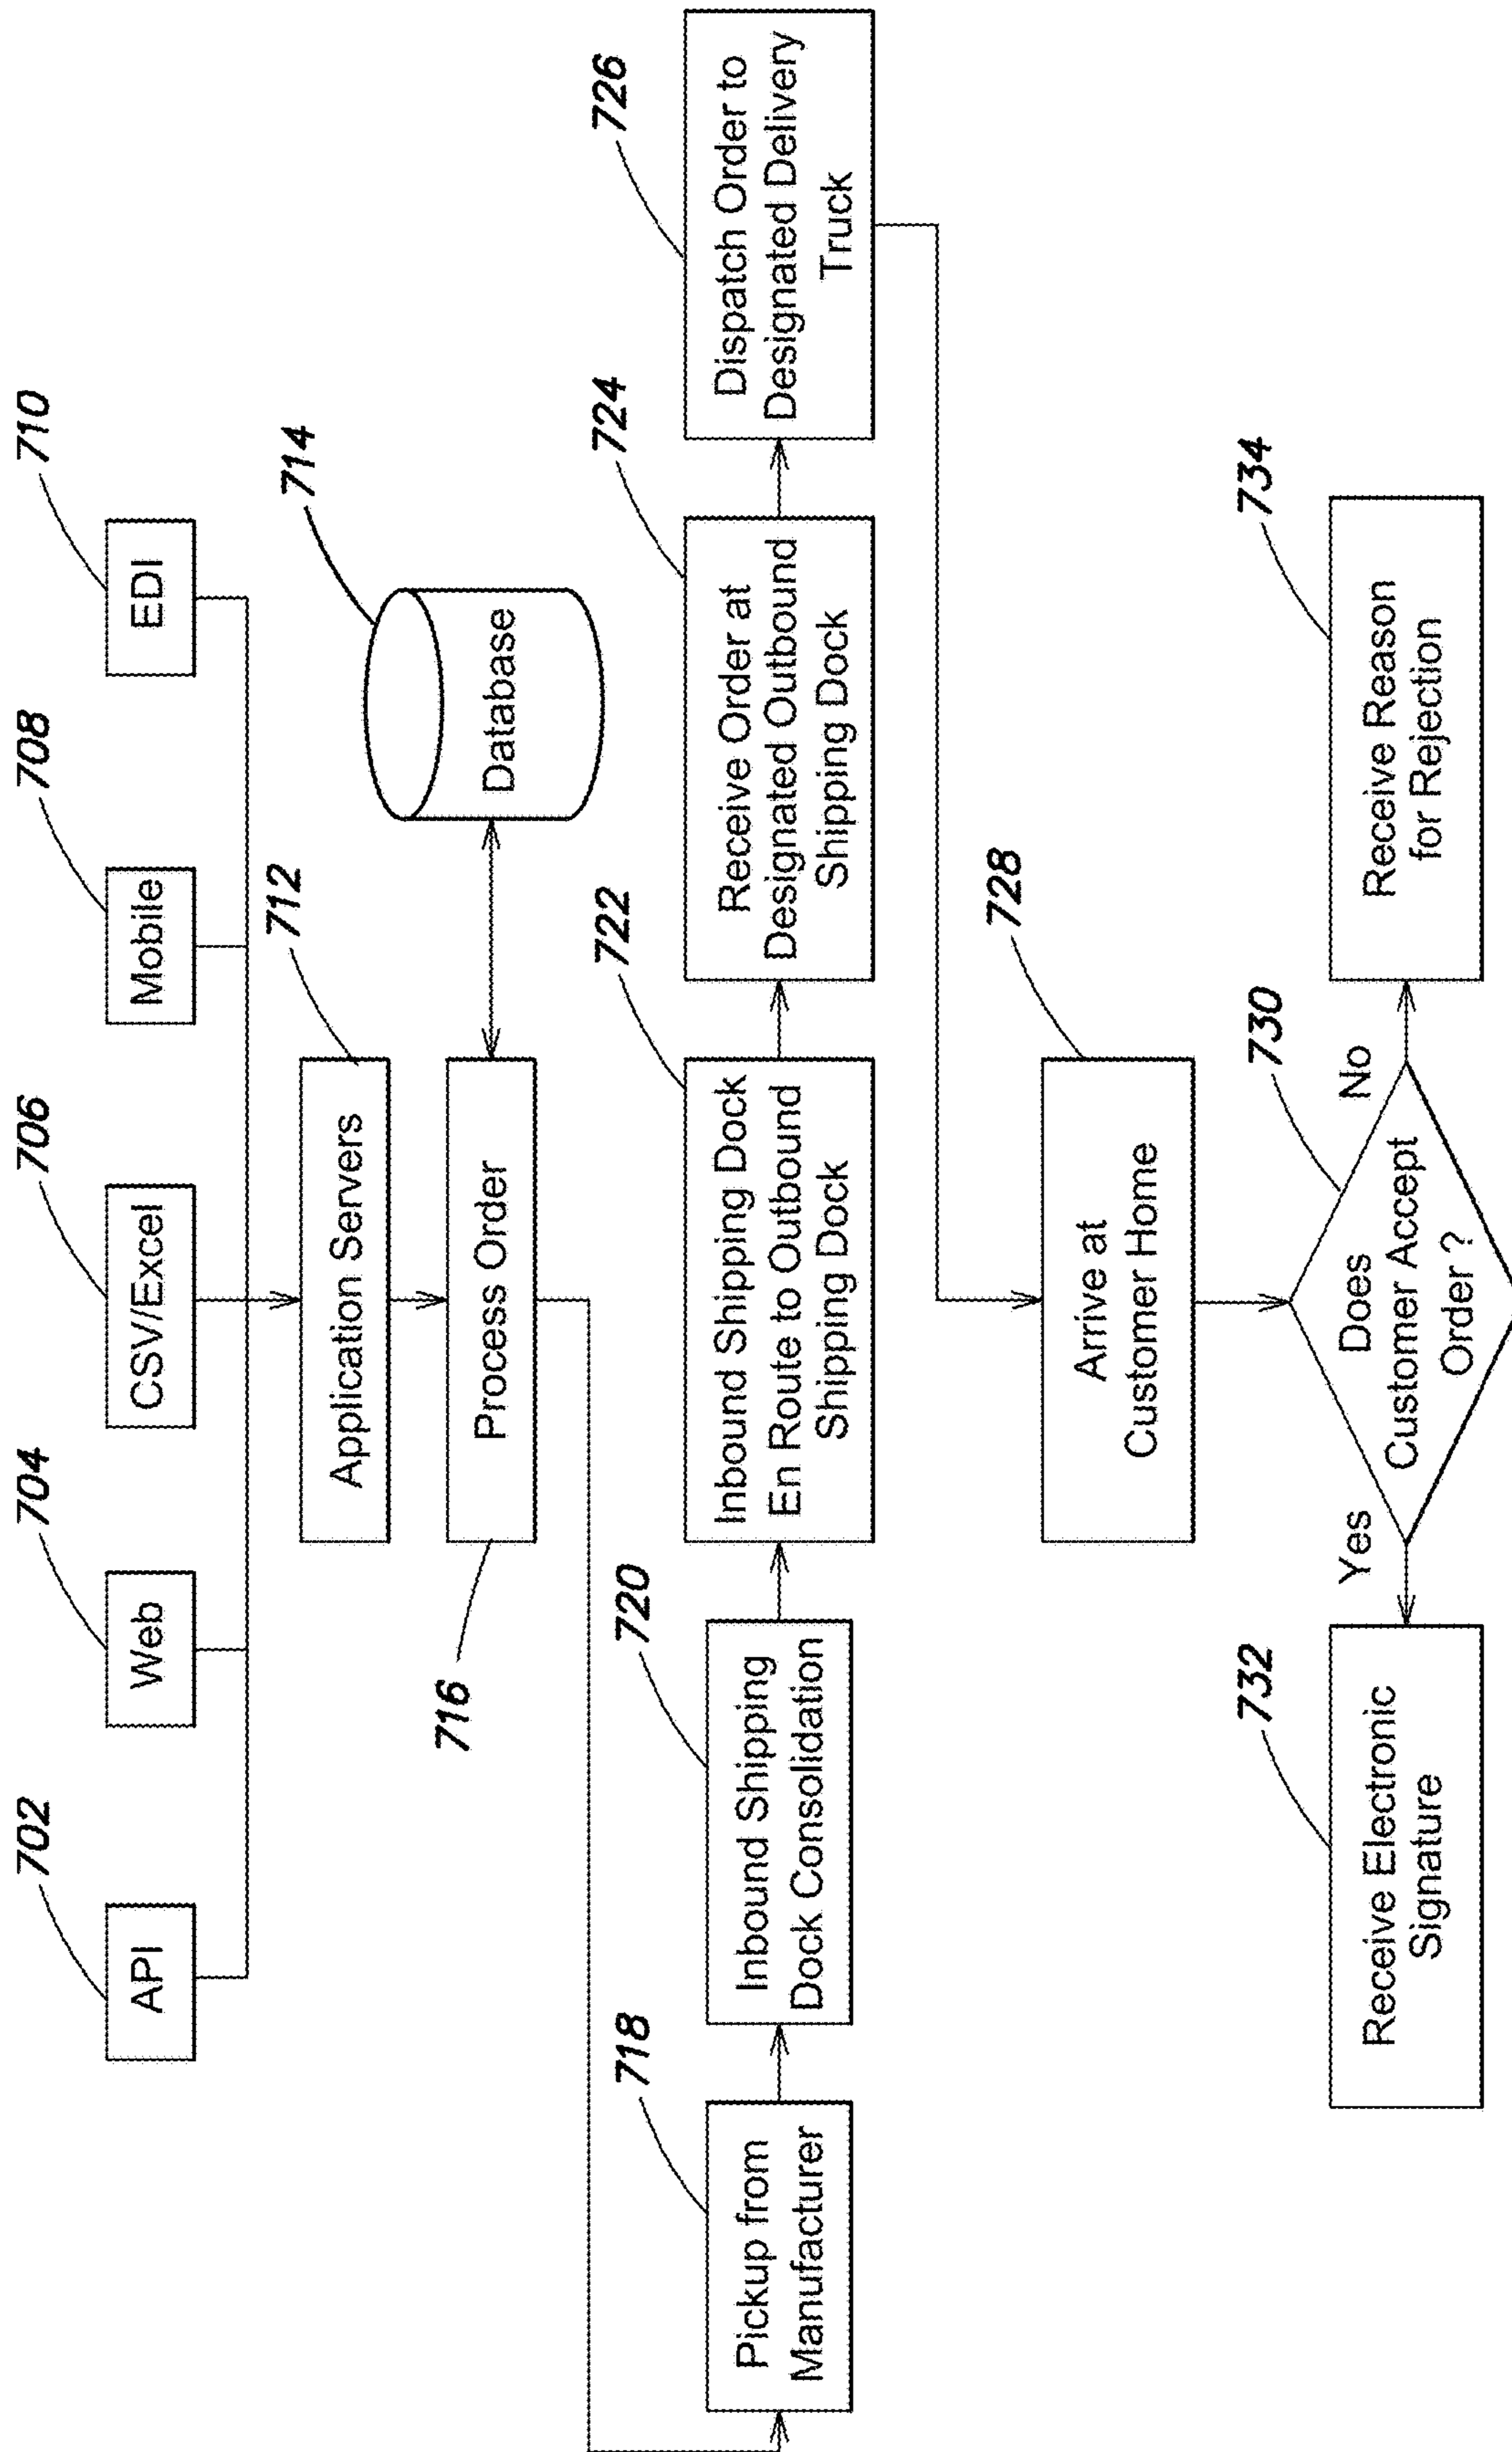 702
704
706
708
710
API
Web
CSV/Excel
Mobile
EDI
712
714
Application Servers
Database
716
Process Order
718
720
722
724
726
Pickup from
Manufacturer
Inbound Shipping
Dock Consolidation
Inbound Shipping Dock
En Route to Outbound
Shipping Dock
Receive Order at
Designated Outbound
Shipping Dock
Dispatch Order to
Designated Delivery
Truck
728
Arrive at
Customer Home
730
732
734
Yes
No
Does
Customer Accept
Order ?
Receive Electronic
Signature
Receive Reason
for Rejection